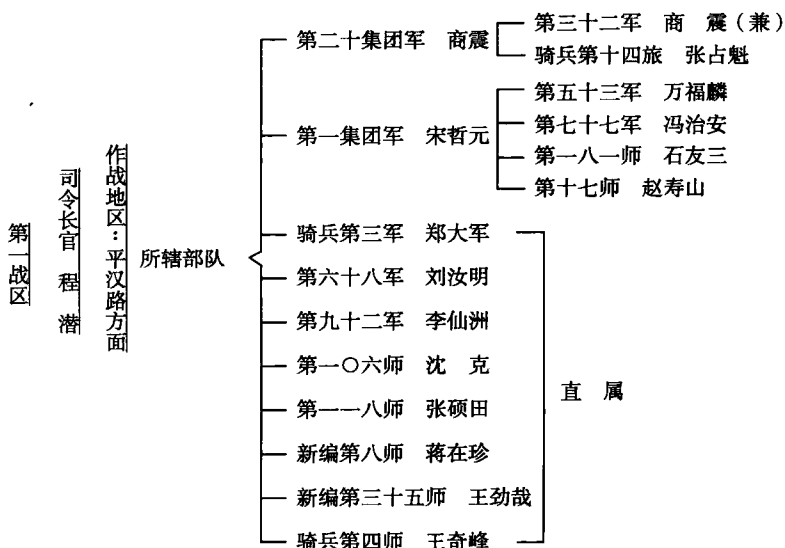 第一战区
司令长官 程 潜
作战地区：平汉路方面
所辖部队
第二十集团军 商震
第三十二军 商 震（兼）
骑兵第十四旅 张占魁
第一集团军 宋哲元
第五十三军 万福麟
第七十七军 冯治安
第一八一师 石友三
第十七师 赵寿山
骑兵第三军 郑大军
第六十八军 刘汝明
第九十二军 李仙洲
第一〇六师 沈 克
第一一八师 张硕田
新编第八师 蒋在珍
新编第三十五师 王劲哉
骑兵第四师 王奇峰
直 属